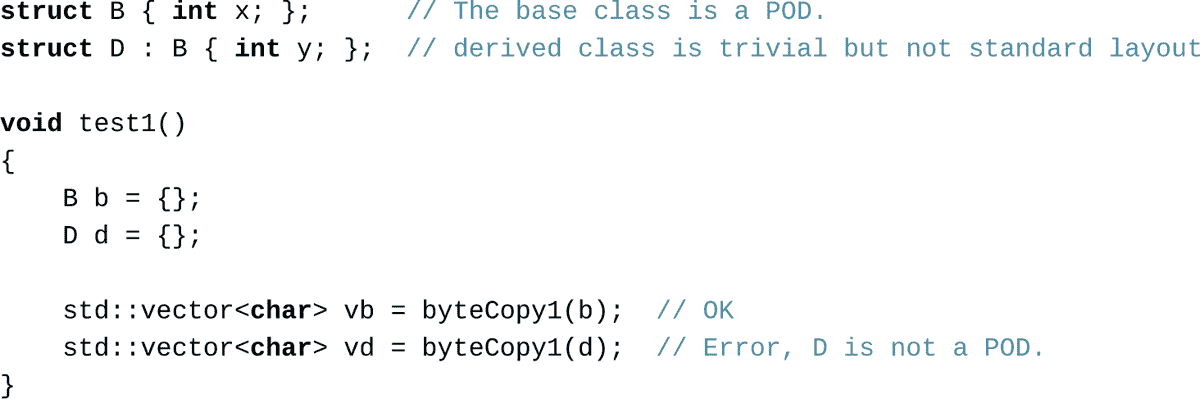 struct B { int x; };      // The base class is a POD.
struct D : B { int y; };  // derived class is trivial but not standard layout

void test1()
{
    B b = {};
    D d = {};

    std::vector<char> vb = byteCopy1(b);  // OK
    std::vector<char> vd = byteCopy1(d);  // Error, D is not a POD.
}